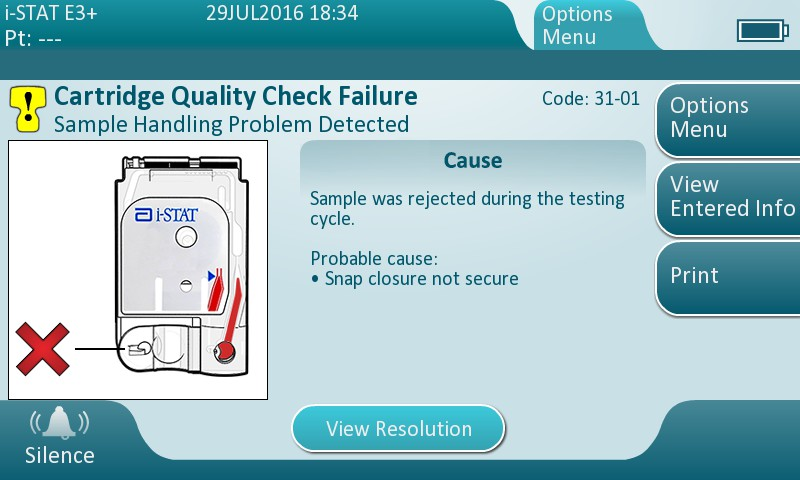 i-STAT E3+
29JUL2016 18:34
Options
Menu
Pt: ---
Cartridge Quality Check Failure
Code: 31-01
Sample Handling Problem Detected
Options
Menu
View
Entered Info
Print
i-STAT
Cause
Sample was rejected during the testing
cycle.
Probable cause:
• Snap closure not secure
Silence
View Resolution